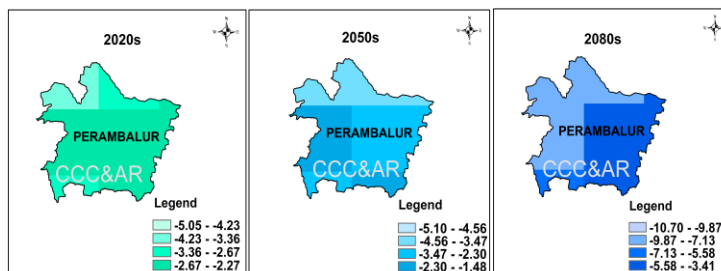 2020s
N
W
E
S
PERAMBALUR
CCC&AR
Legend
-5.05 - -4.23
-4.23 - -3.36
-3.36 - -2.67
-2.67 - -2.27
2050s
N
W
E
S
PERAMBALUR
CCC&AR
Legend
-5.10 - -4.56
-4.56 - -3.47
-3.47 - -2.30
-2.30 - -1.48
2080s
N
W
E
S
PERAMBALUR
CCC&AR
Legend
-10.70 - -9.87
-9.87 - -7.13
-7.13 - -5.58
-5.58 - -3.41